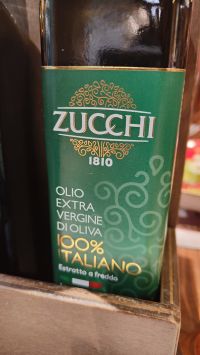 ZUCCHI
1810
OLIO
EXTRA
VERGINE
DI OLIVA
100%
ITALIANO
Estratto a freddo